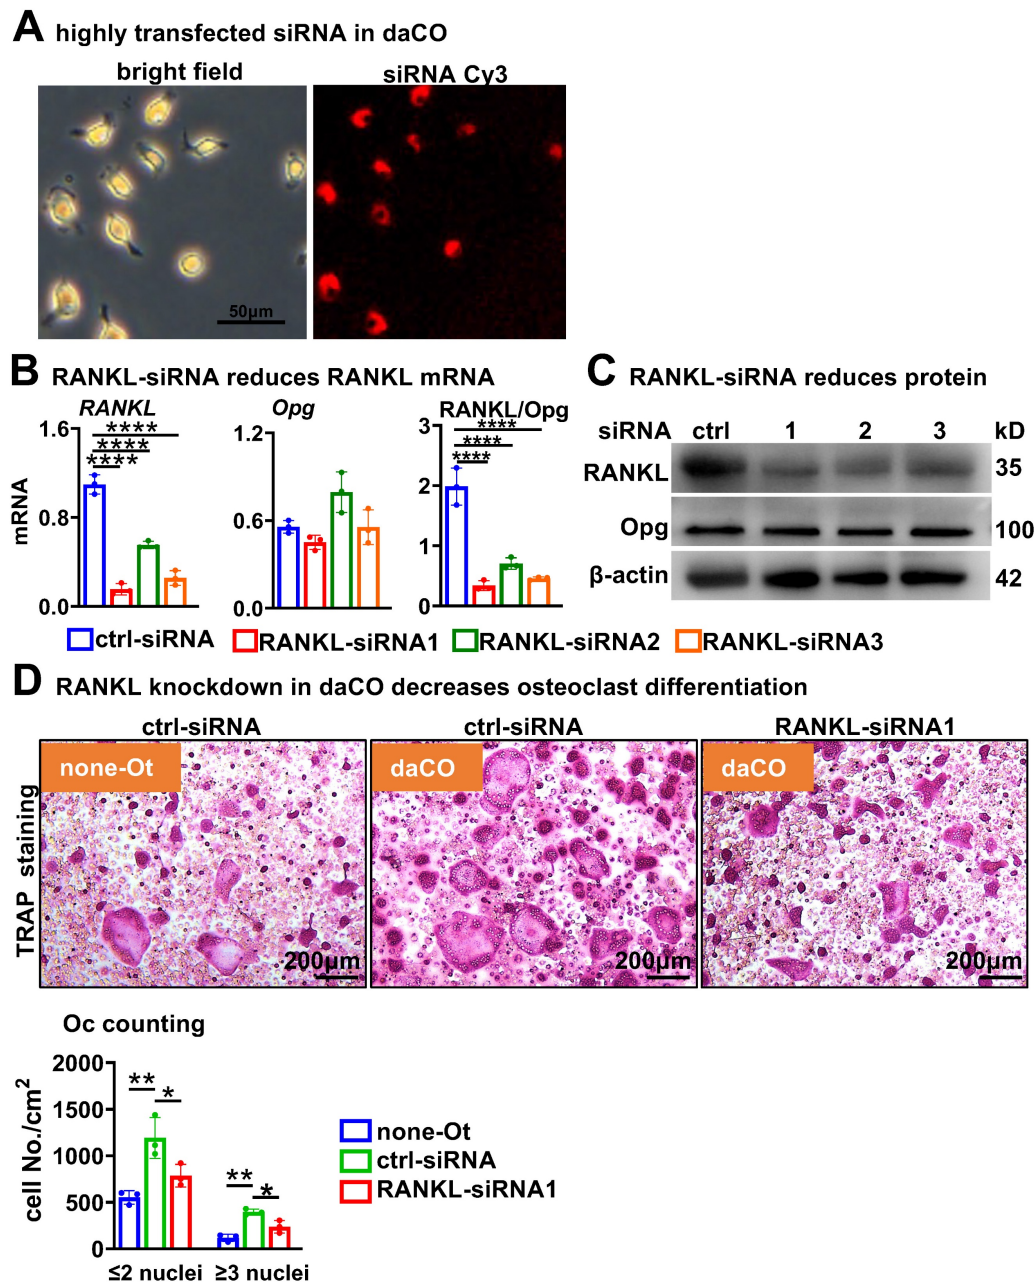 A highly transfected siRNA in daCO
bright field
siRNA Cy3
50µm
B RANKL-siRNA reduces RANKL mRNA
RANKL
Opg
RANKL/Opg
mRNA
1.6
0.8
0.0
****
****
****
1.2
0.6
0.0
3
2
1
0
****
****
****
ctrl-siRNA
RANKL-siRNA1
RANKL-siRNA2
RANKL-siRNA3
C RANKL-siRNA reduces protein
siRNA ctrl 1 2 3 kD
RANKL 35
Opg 100
β-actin 42
D RANKL knockdown in daCO decreases osteoclast differentiation
ctrl-siRNA
ctrl-siRNA
RANKL-siRNA1
TRAP staining
none-Ot
daCO
daCO
200µm
200µm
200µm
Oc counting
cell No./cm²
2000
1500
1000
500
0
**
*
**
*
≤2 nuclei
≥3 nuclei
none-Ot
ctrl-siRNA
RANKL-siRNA1